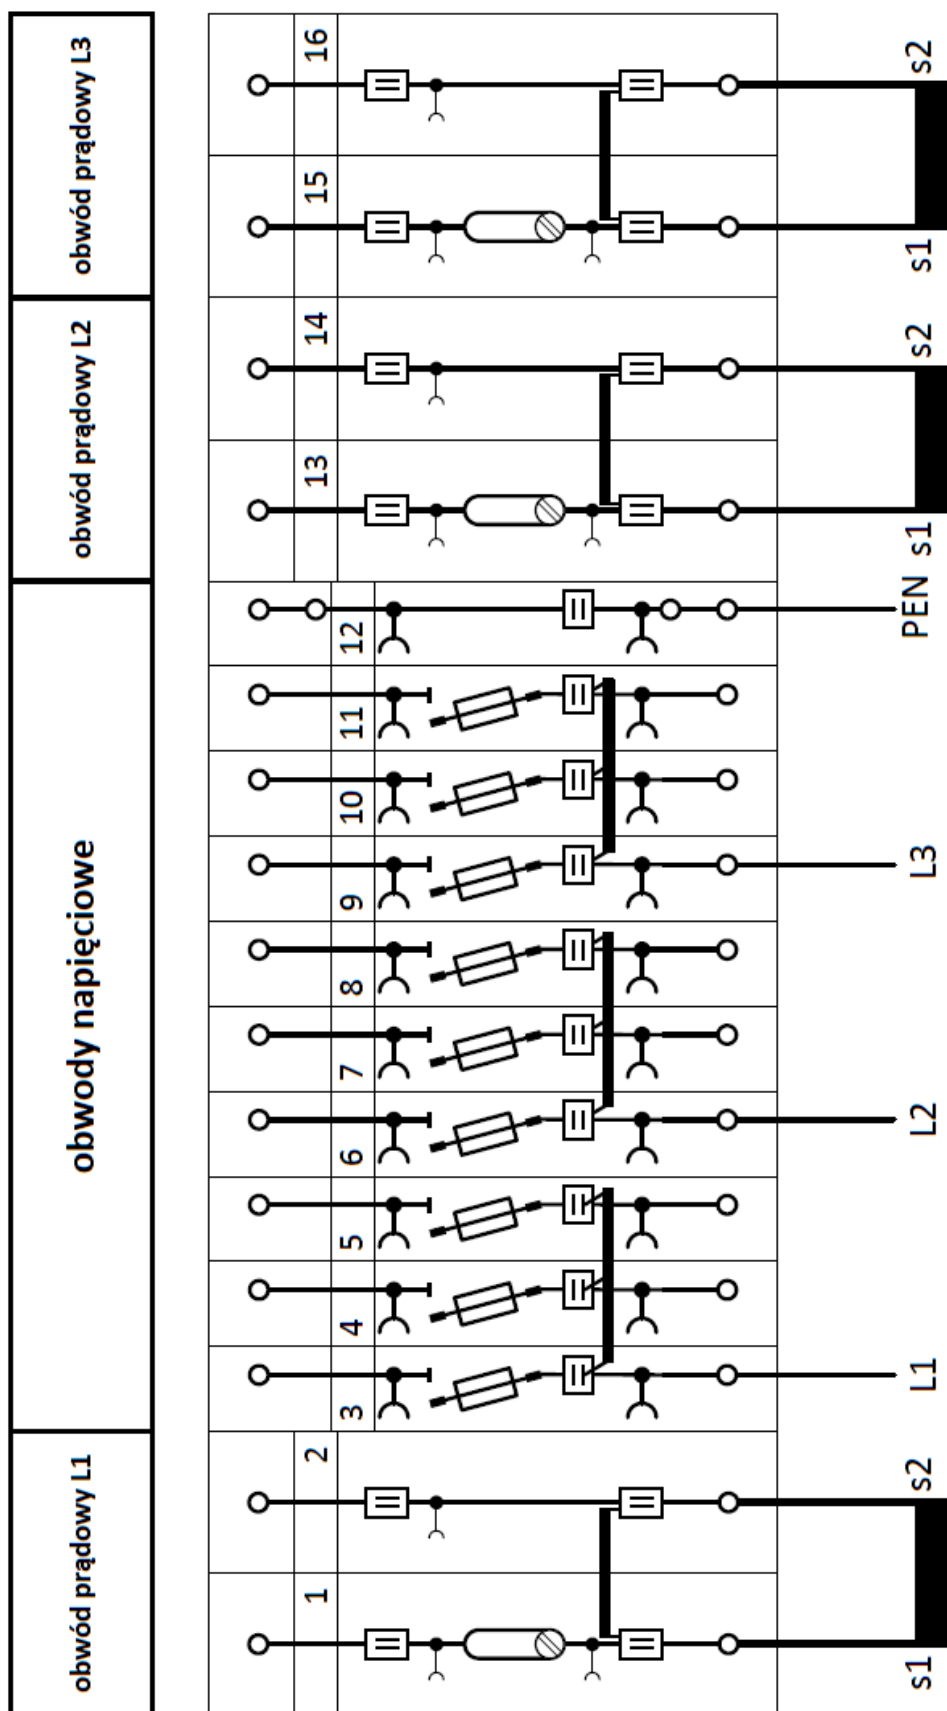 obwód prądowy L1
obwody napięciowe
obwód prądowy L2
obwód prądowy L3
1
2
3
4
5
6
7
8
9
10
11
12
13
14
15
16
s1
s2
L1
L2
L3
PEN
s1
s2
s1
s2